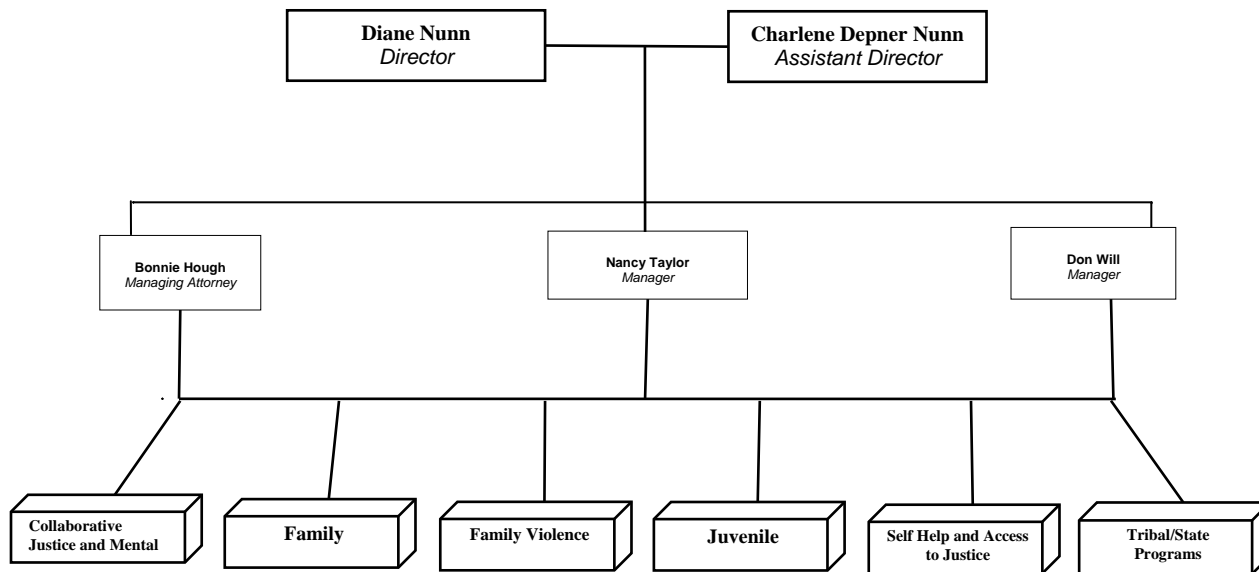 Diane Nunn
Director
Charlene Depner Nunn
Assistant Director
Bonnie Hough
Managing Attorney
Nancy Taylor
Manager
Don Will
Manager
Collaborative
Justice and Mental
Family
Family Violence
Juvenile
Self Help and Access
to Justice
Tribal/State
Programs